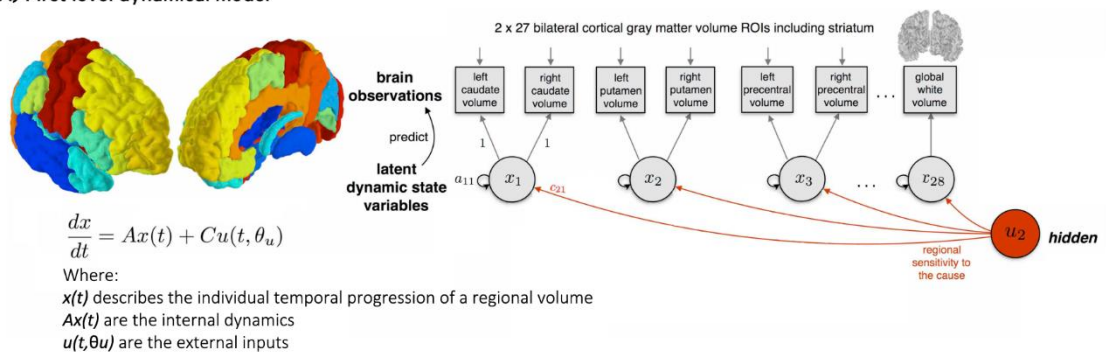 2 x 27 bilateral cortical gray matter volume ROIs including striatum
brain
observations
left
caudate
volume
right
caudate
volume
left
putamen
volume
right
putamen
volume
left
precentral
volume
right
precentral
volume
...
global
white
volume
predict
1
1
latent
dynamic state
variables
a₁₁
x₁
c₂₁
x₂
x₃
...
x₂₈
u₂
hidden
regional
sensitivity to
the cause
dx/dt = Ax(t) + Cu(t, θᵤ)
Where:
x(t) describes the individual temporal progression of a regional volume
Ax(t) are the internal dynamics
u(t,θu) are the external inputs